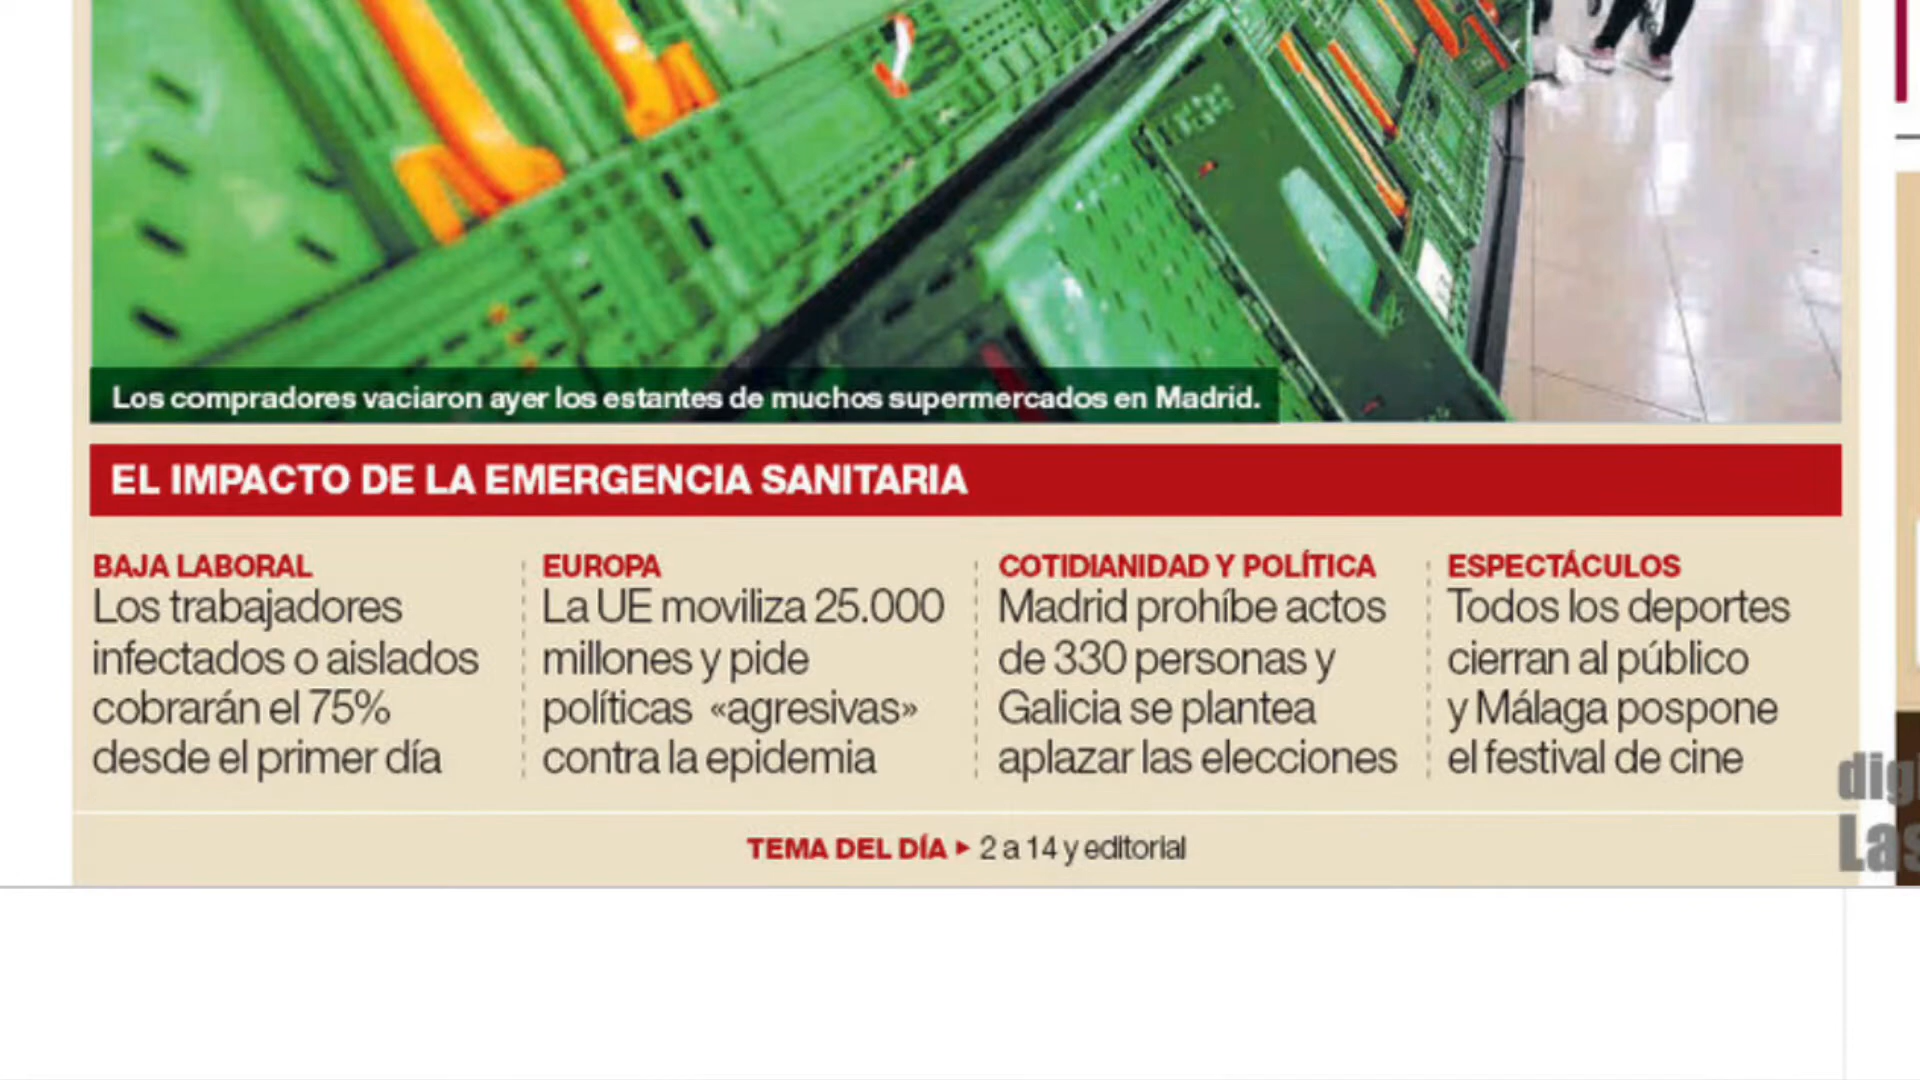 Los compradores vaciaron ayer los estantes de muchos supermercados en Madrid.
EL IMPACTO DE LA EMERGENCIA SANITARIA
BAJA LABORAL
Los trabajadores
infectados o aislados
cobrarán el 75%
desde el primer día
EUROPA
La UE moviliza 25.000
millones y pide
políticas «agresivas»
contra la epidemia
COTIDIANIDAD Y POLÍTICA
Madrid prohíbe actos
de 330 personas y
Galicia se plantea
aplazar las elecciones
ESPECTÁCULOS
Todos los deportes
cierran al público
y Málaga pospone
el festival de cine
TEMA DEL DÍA ▸ 2 a 14 y editorial